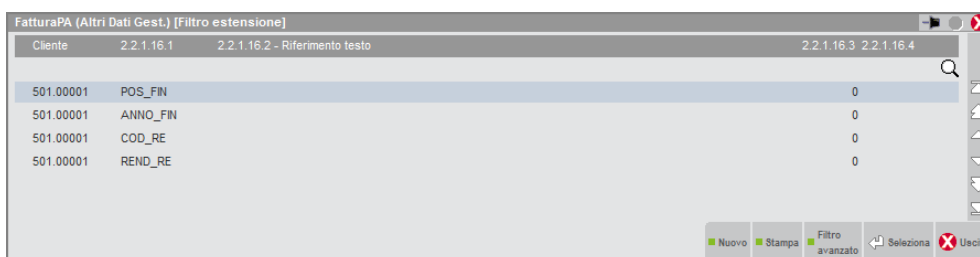 FatturaPA (Altri Dati Gest.) [Filtro estensione]
Cliente 2.2.1.16.1 2.2.1.16.2 - Riferimento testo 2.2.1.16.3 2.2.1.16.4
501.00001 POS_FIN 0
501.00001 ANNO_FIN 0
501.00001 COD_RE 0
501.00001 REND_RE 0
Nuovo Stampa Filtro avanzato Seleziona Usci